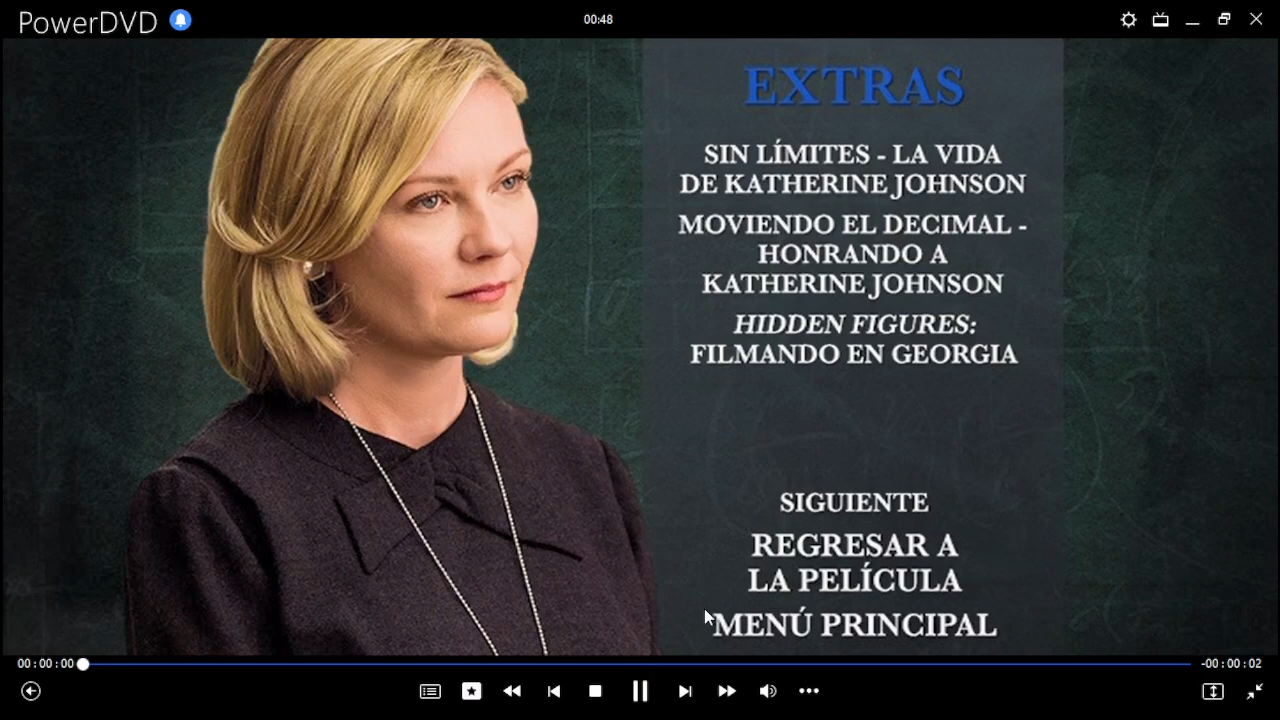 PowerDVD
00:48
EXTRAS
SIN LÍMITES - LA VIDA
DE KATHERINE JOHNSON
MOVIENDO EL DECIMAL -
HONRANDO A
KATHERINE JOHNSON
HIDDEN FIGURES:
FILMANDO EN GEORGIA
SIGUIENTE
REGRESAR A
LA PELÍCULA
MENÚ PRINCIPAL
00:00:00
-00:00:02